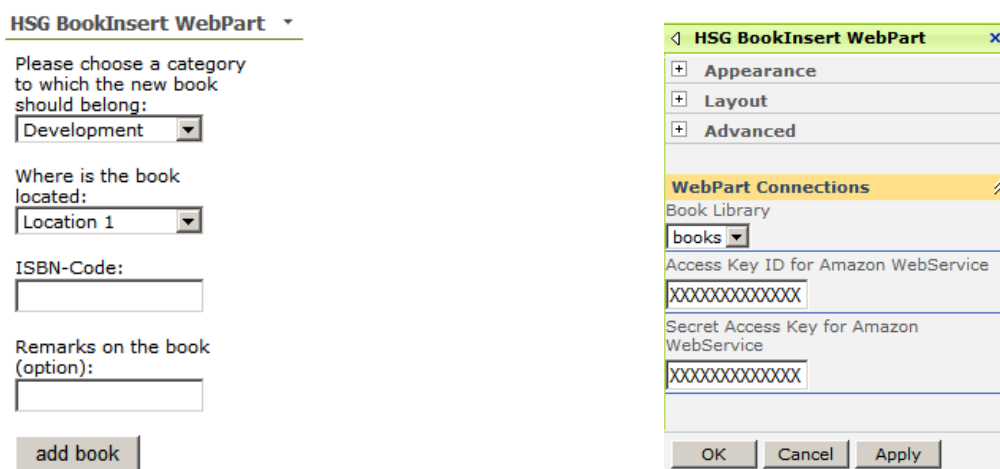 HSG BookInsert WebPart
Please choose a category
to which the new book
should belong:
Development
Where is the book
located:
Location 1
ISBN-Code:
Remarks on the book
(option):
add book
HSG BookInsert WebPart
Appearance
Layout
Advanced
WebPart Connections
Book Library
books
Access Key ID for Amazon WebService
XXXXXXXXXXXXX
Secret Access Key for Amazon
WebService
XXXXXXXXXXXXX
OK Cancel Apply